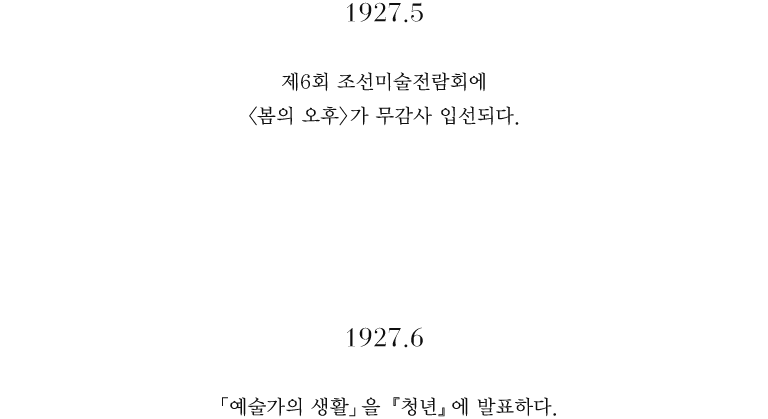 1927.5
제6회 조선미술전람회에
〈봄의 오후〉가 무감사 입선되다.
1927.6
「예술가의 생활」을 『청년』에 발표하다.